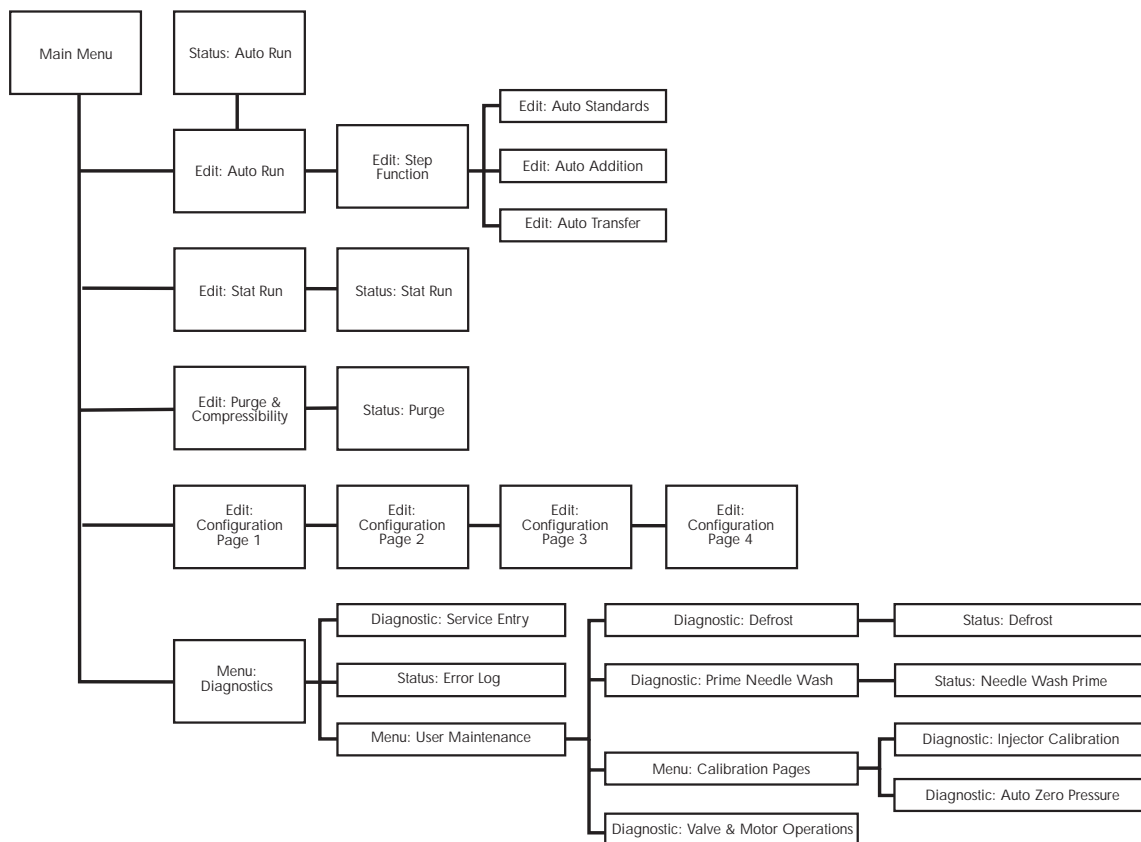 Main Menu
Status: Auto Run
Edit: Auto Standards
Edit: Auto Run
Edit: Step
Function
Edit: Auto Addition
Edit: Auto Transfer
Edit: Stat Run
Status: Stat Run
Edit: Purge &
Compressibility
Status: Purge
Edit:
Configuration
Page 1
Edit:
Configuration
Page 2
Edit:
Configuration
Page 3
Edit:
Configuration
Page 4
Menu:
Diagnostics
Diagnostic: Service Entry
Status: Error Log
Menu: User Maintenance
Diagnostic: Defrost
Status: Defrost
Diagnostic: Prime Needle Wash
Status: Needle Wash Prime
Menu: Calibration Pages
Diagnostic: Injector Calibration
Diagnostic: Auto Zero Pressure
Diagnostic: Valve & Motor Operations